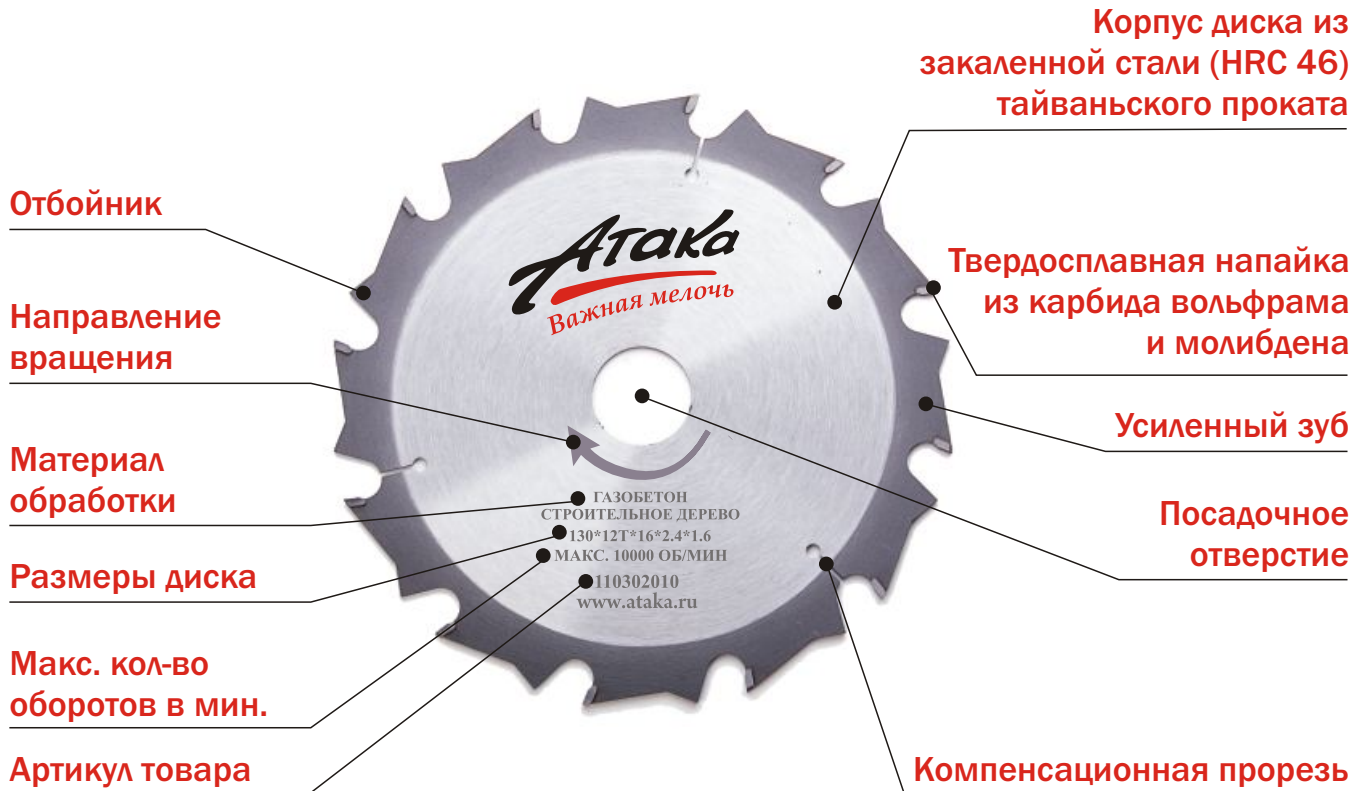 Корпус диска из
закаленной стали (HRC 46)
тайваньского проката
Отбойник
Направление
вращения
Материал
обработки
Размеры диска
Макс. кол-во
оборотов в мин.
Артикул товара
Атака
Важная мелочь
ГАЗОБЕТОН
СТРОИТЕЛЬНОЕ ДЕРЕВО
130*12Т*16*2.4*1.6
МАКС. 10000 ОБ/МИН
110302010
www.ataka.ru
Твердосплавная напайка
из карбида вольфрама
и молибдена
Усиленный зуб
Посадочное
отверстие
Компенсационная прорезь